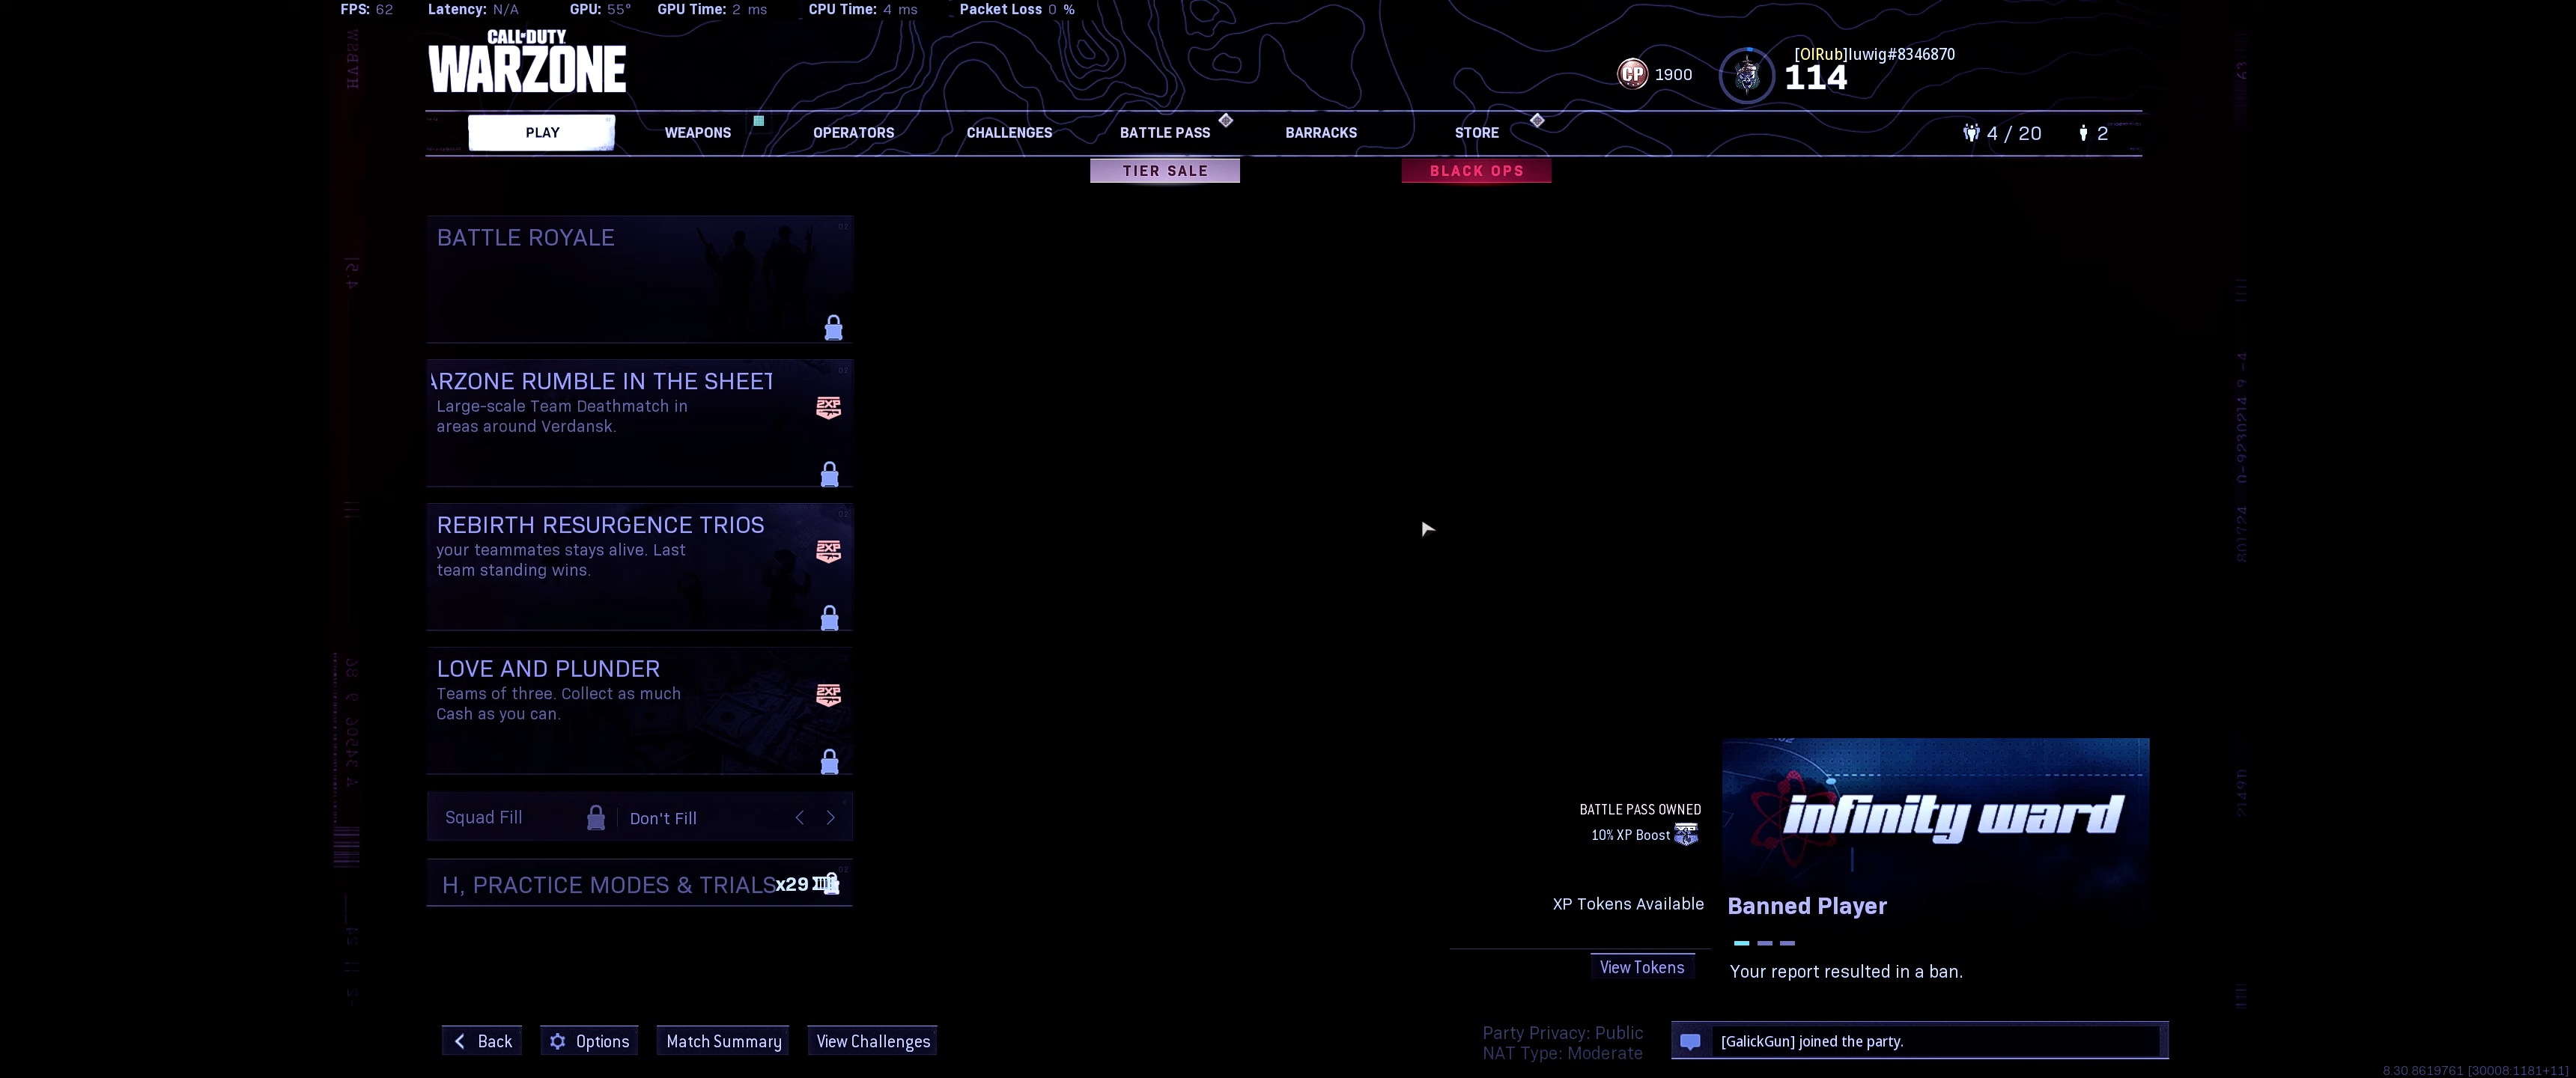 FPS: 62 Latency: N/A GPU: 55° GPU Time: 2 ms CPU Time: 4 ms Packet Loss 0 %
CALL OF DUTY
WARZONE
CP 1900
[OlRub]luwig#8346870
114
PLAY WEAPONS OPERATORS CHALLENGES BATTLE PASS BARRACKS STORE 4 / 20 2
TIER SALE BLACK OPS
BATTLE ROYALE
ARZONE RUMBLE IN THE SHEET
Large-scale Team Deathmatch in
areas around Verdansk.
2XP
REBIRTH RESURGENCE TRIOS
your teammates stays alive. Last
team standing wins.
2XP
LOVE AND PLUNDER
Teams of three. Collect as much
Cash as you can.
2XP
Squad Fill Don't Fill
H, PRACTICE MODES & TRIALS x29
BATTLE PASS OWNED
10% XP Boost
XP Tokens Available
View Tokens
infinity ward
Banned Player
Your report resulted in a ban.
Back Options Match Summary View Challenges
Party Privacy: Public
NAT Type: Moderate
[GalickGun] joined the party.
8.30.8619761 [30008:1181+11]